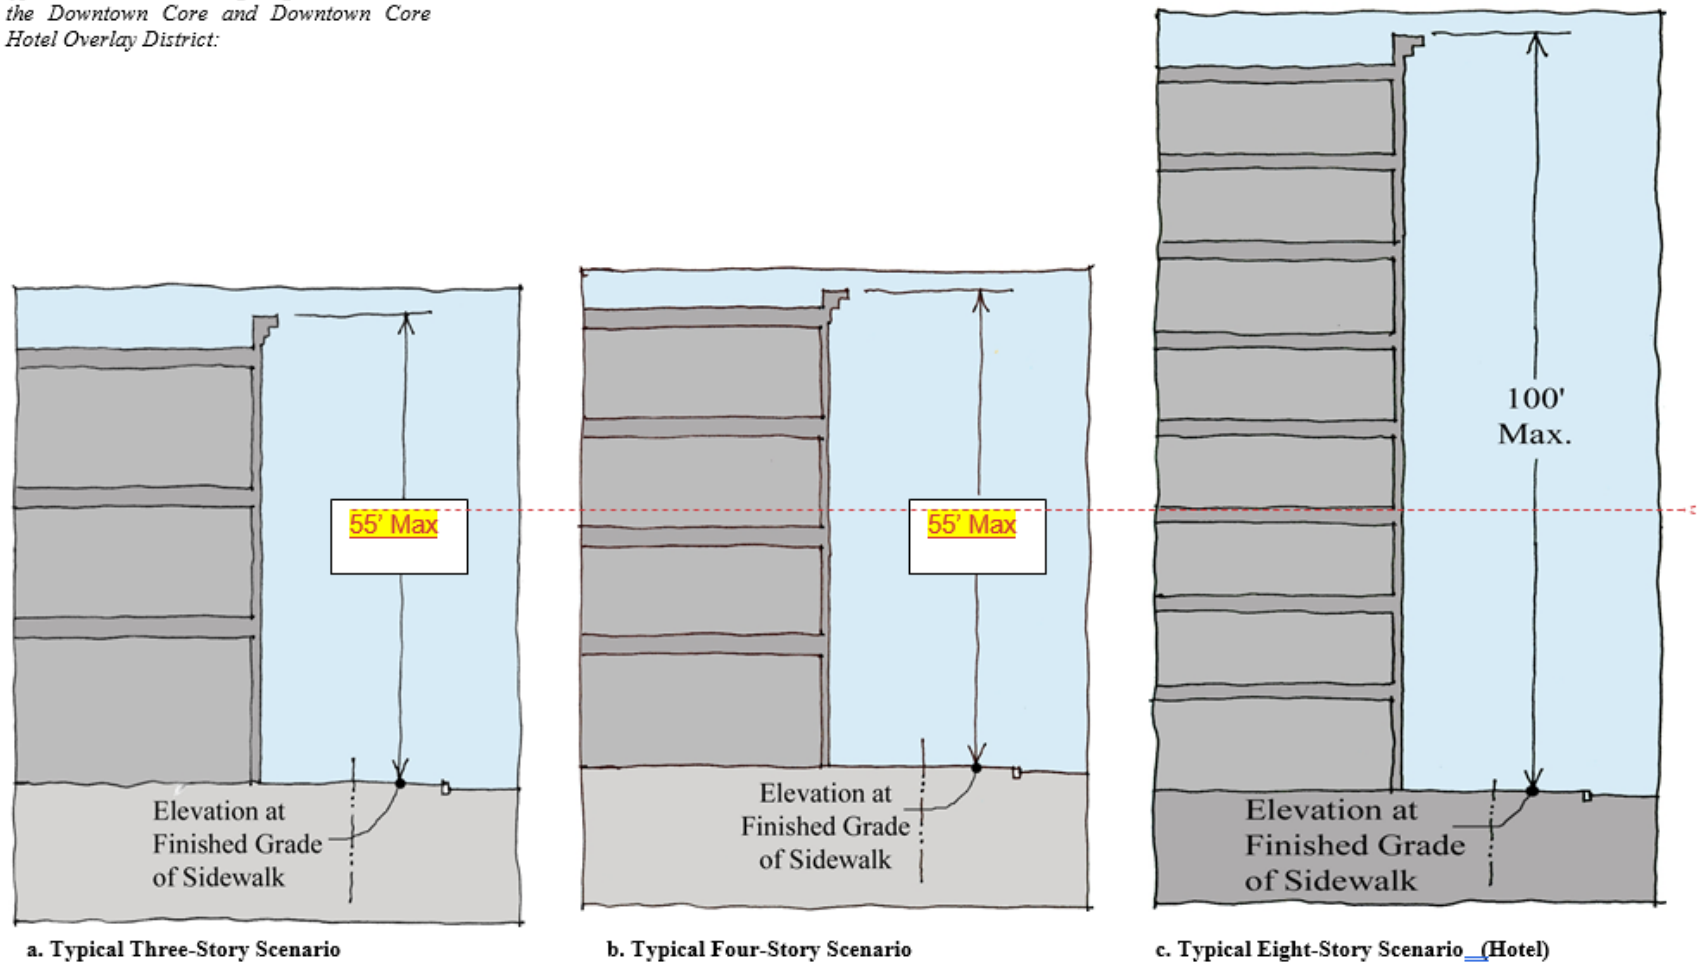 the Downtown Core and Downtown Core
Hotel Overlay District:
55’ Max
Elevation at
Finished Grade
of Sidewalk
a. Typical Three-Story Scenario
55’ Max
Elevation at
Finished Grade
of Sidewalk
b. Typical Four-Story Scenario
100'
Max.
Elevation at
Finished Grade
of Sidewalk
c. Typical Eight-Story Scenario (Hotel)